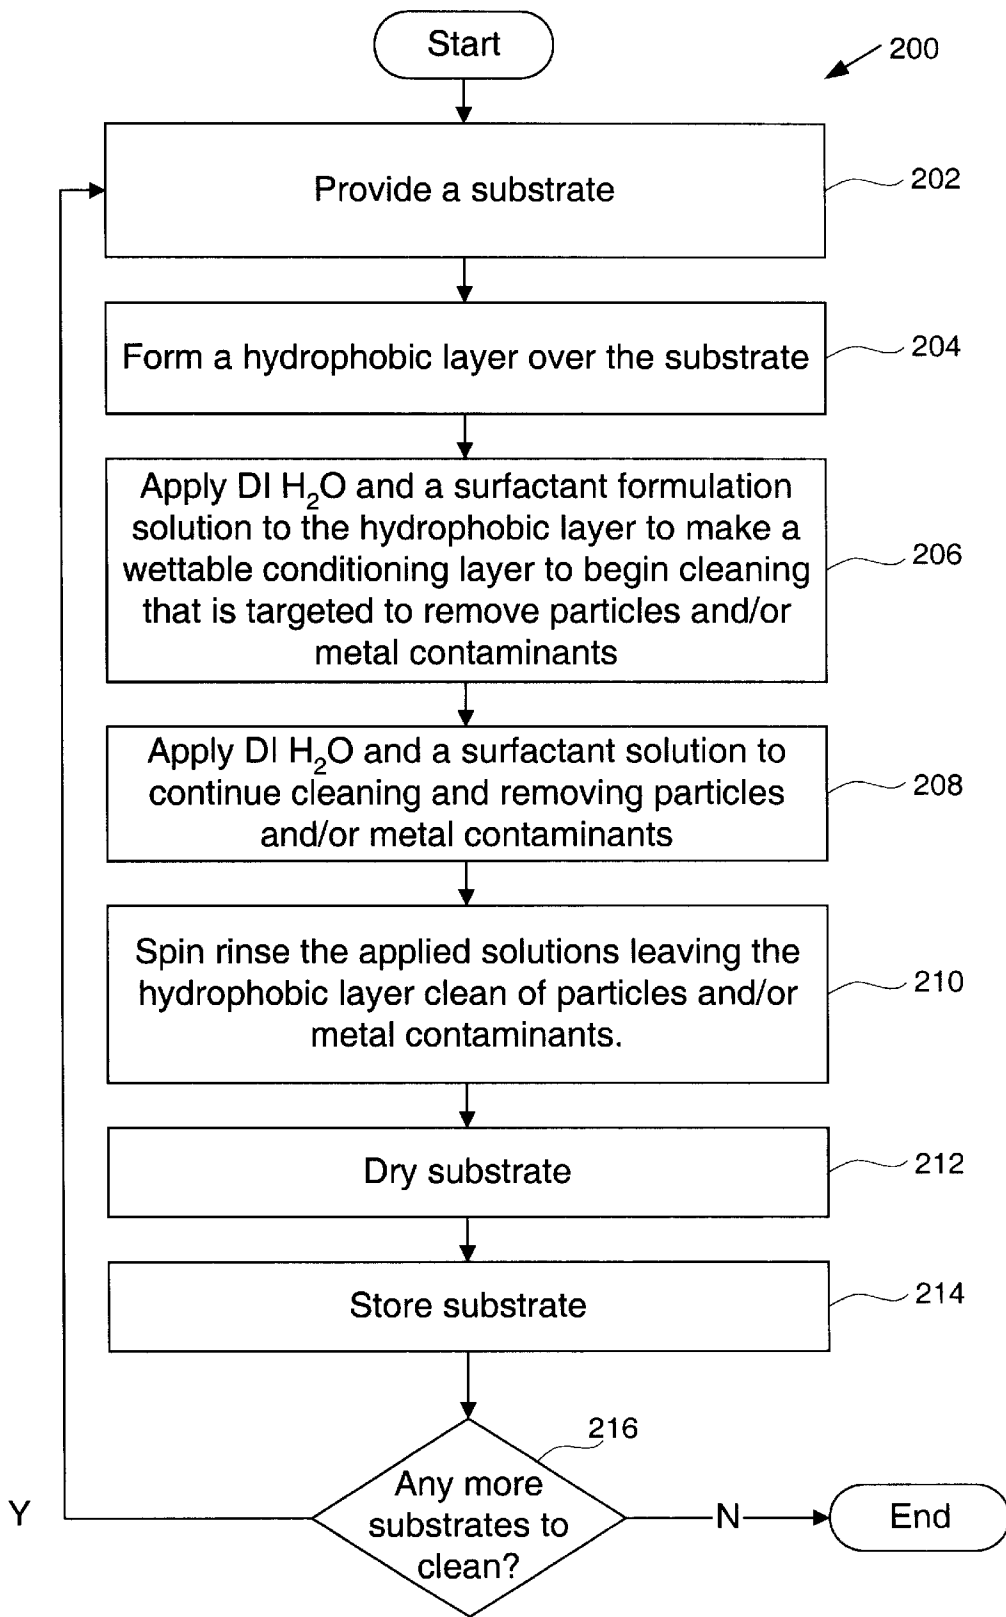 Start
200
Provide a substrate
202
Form a hydrophobic layer over the substrate
204
Apply DI H₂O and a surfactant formulation
solution to the hydrophobic layer to make a
wettable conditioning layer to begin cleaning
that is targeted to remove particles and/or
metal contaminants
206
Apply DI H₂O and a surfactant solution to
continue cleaning and removing particles
and/or metal contaminants
208
Spin rinse the applied solutions leaving the
hydrophobic layer clean of particles and/or
metal contaminants.
210
Dry substrate
212
Store substrate
214
216
Any more
substrates to
clean?
Y
N
End